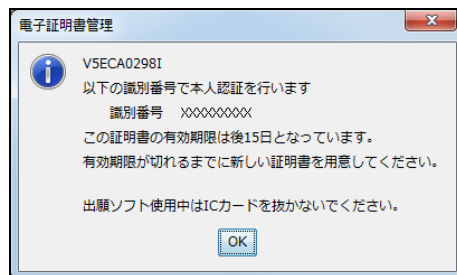 電子証明書管理
V5ECA0298I
以下の識別番号で本人認証を行います
識別番号 XXXXXXXXX
この証明書の有効期限は後15日となっています。
有効期限が切れるまでに新しい証明書を用意してください。
出願ソフト使用中はICカードを抜かないでください。
OK